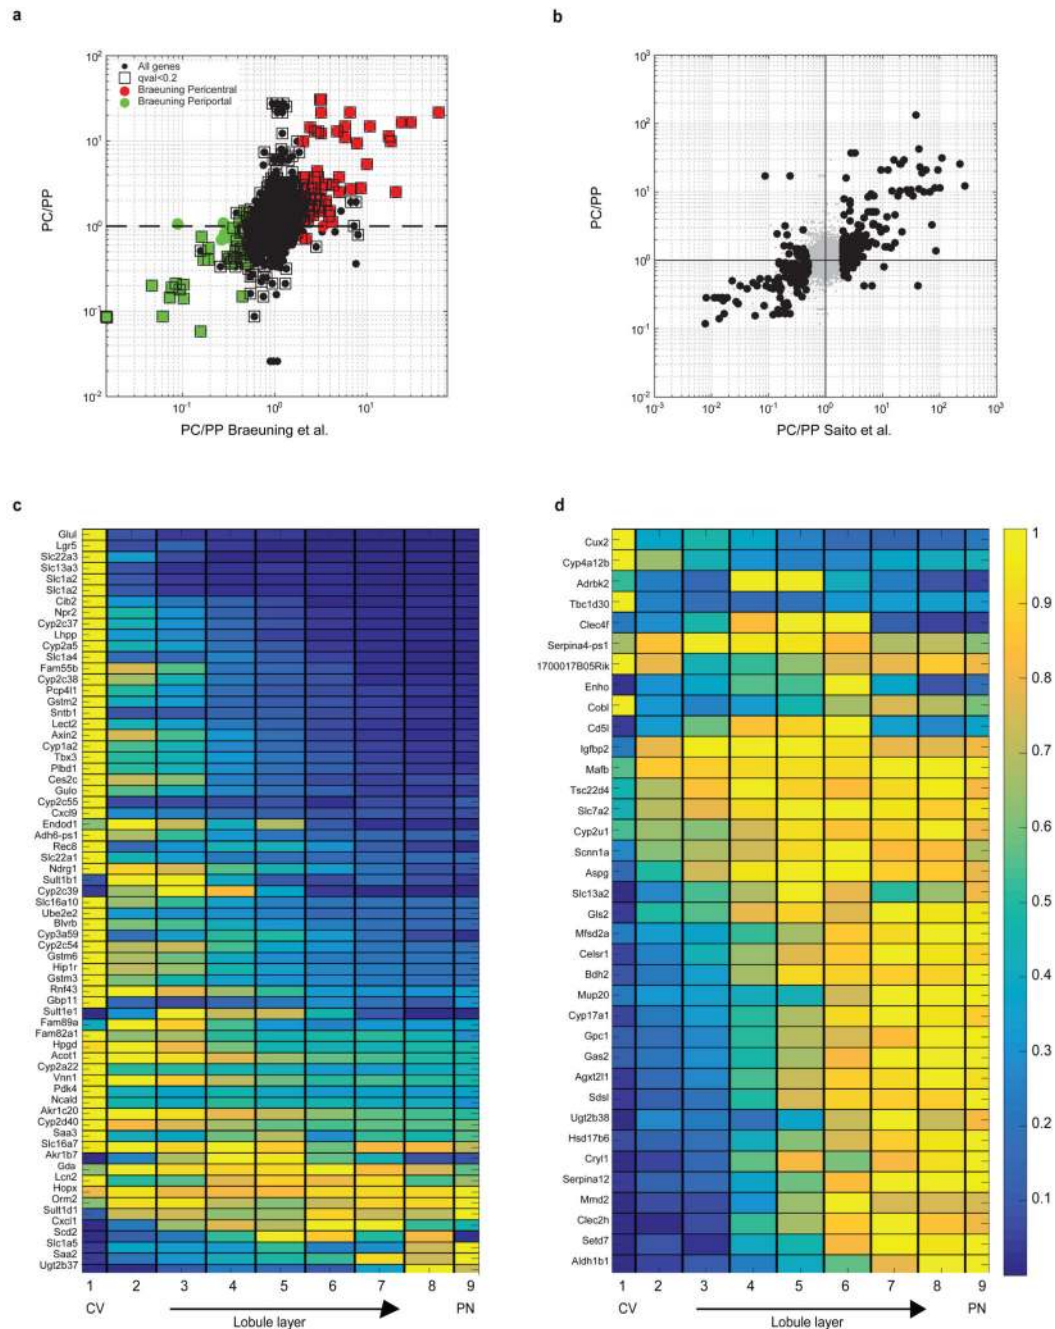 a
10²
10¹
10⁰
10⁻¹
10⁻²
PC/PP
All genes
qval<0.2
Braeuning Pericentral
Braeuning Periportal
10⁻¹ 10⁰ 10¹
PC/PP Braeuning et al.
b
10³
10²
10¹
10⁰
10⁻¹
10⁻²
PC/PP
10⁻³ 10⁻² 10⁻¹ 10⁰ 10¹ 10² 10³
PC/PP Saito et al.
c
Glul
Lgr5
Slc22a3
Slc13a3
Slc1a2
Slc1a2
Cib2
Npr2
Cyp2c37
Lhpp
Cyp2a5
Slc1a4
Fam55b
Cyp2c38
Pcp4l1
Gstm2
Sntb1
Lect2
Axin2
Cyp1a2
Tbx3
Plbd1
Ces2c
Gulo
Cyp2c55
Cxcl9
Endod1
Adh6-ps1
Rec8
Slc22a1
Ndrg1
Sult1b1
Cyp2c39
Slc16a10
Ube2e2
Blvrb
Cyp3a59
Cyp2c54
Gstm6
Hip1r
Gstm3
Rnf43
Gbp11
Sult1e1
Fam89a
Fam82a1
Hpgd
Acot1
Cyp2a22
Vnn1
Pdk4
Ncald
Akr1c20
Cyp2d40
Saa3
Slc16a7
Akr1b7
Gda
Lcn2
Hopx
Orm2
Sult1d1
Cxcl1
Scd2
Slc1a5
Saa2
Ugt2b37
1 2 3 4 5 6 7 8 9
CV PN
Lobule layer
d
Cux2
Cyp4a12b
Adrbk2
Tbc1d30
Clec4f
Serpina4-ps1
1700017B05Rik
Enho
Cobl
Cd5l
Igfbp2
Mafb
Tsc22d4
Slc7a2
Cyp2u1
Scnn1a
Aspg
Slc13a2
Gls2
Mfsd2a
Celsr1
Bdh2
Mup20
Cyp17a1
Gpc1
Gas2
Agxt2l1
Sdsl
Ugt2b38
Hsd17b6
Cryl1
Serpina12
Mmd2
Clec2h
Setd7
Aldh1b1
1 2 3 4 5 6 7 8 9
CV PN
Lobule layer
1
0.9
0.8
0.7
0.6
0.5
0.4
0.3
0.2
0.1